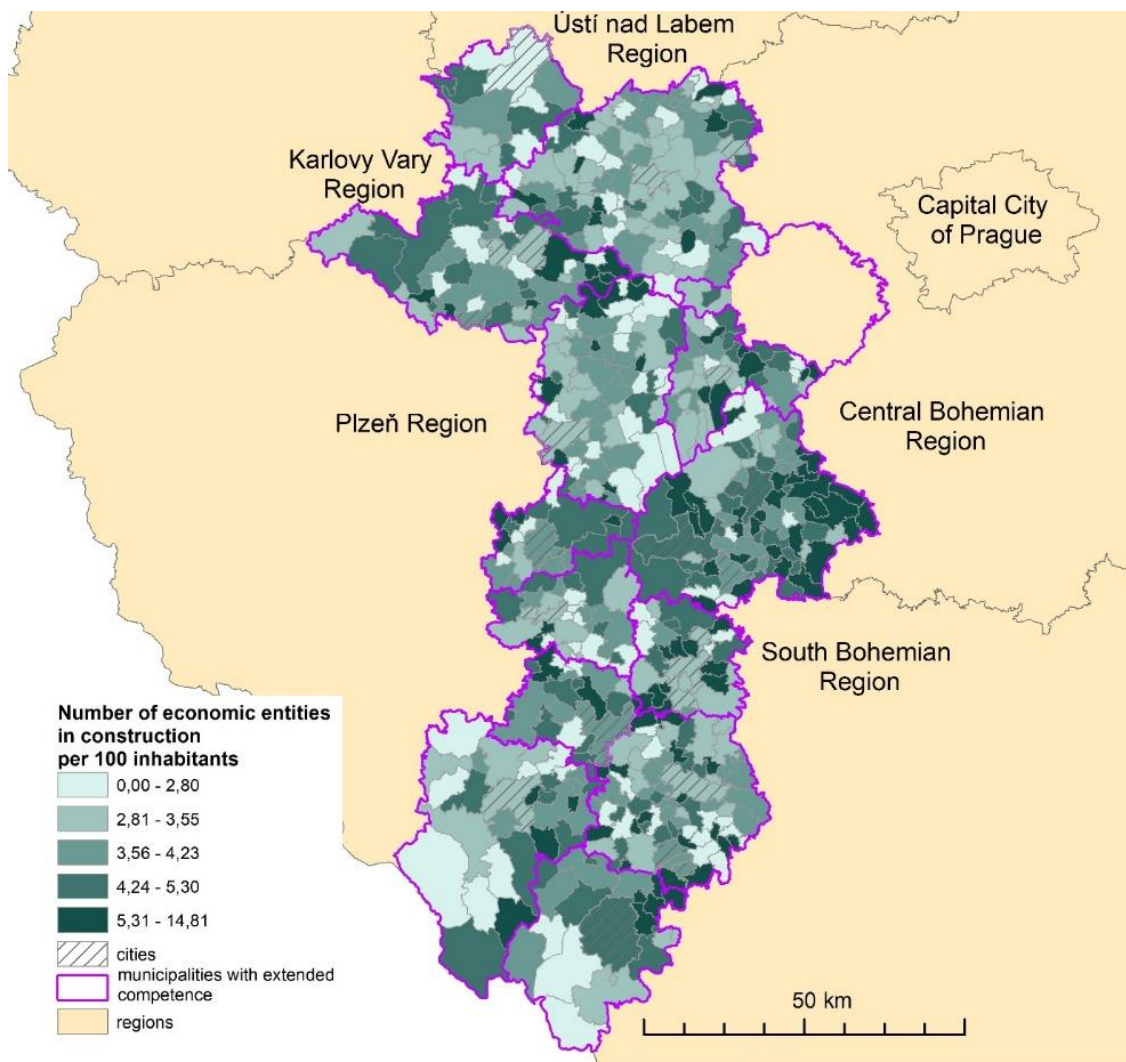 Ústí nad Labem
Region
Karlovy Vary
Region
Capital City
of Prague
Plzeň Region
Central Bohemian
Region
South Bohemian
Region
Number of economic entities
in construction
per 100 inhabitants
0,00 - 2,80
2,81 - 3,55
3,56 - 4,23
4,24 - 5,30
5,31 - 14,81
cities
municipalities with extended
competence
regions
50 km